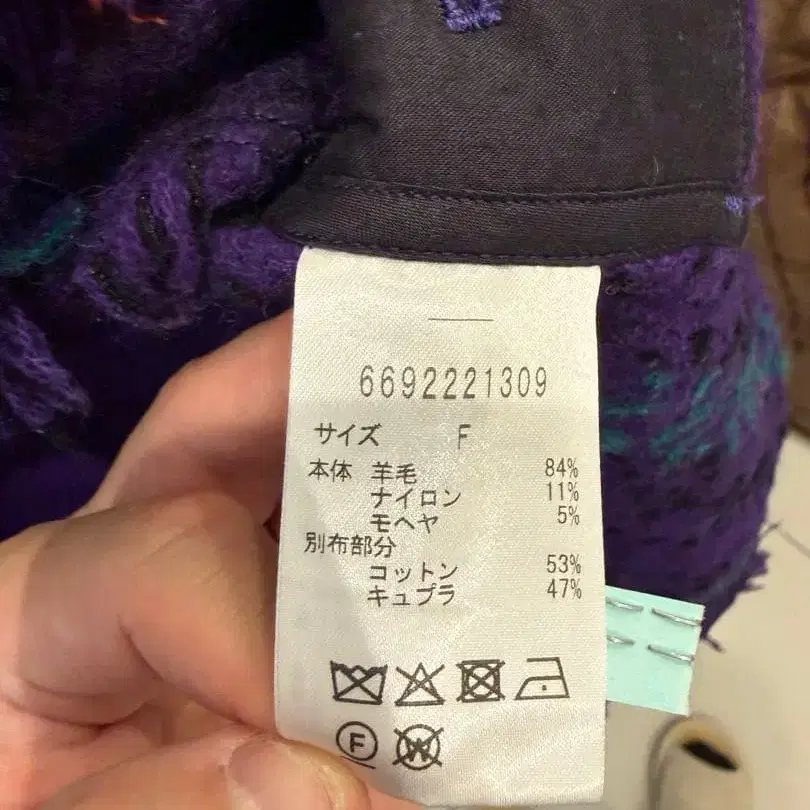 6692221309
サイズ F
本体 羊毛 84%
ナイロン 11%
モヘヤ 5%
別布部分
コットン 53%
キュプラ 47%
F
W